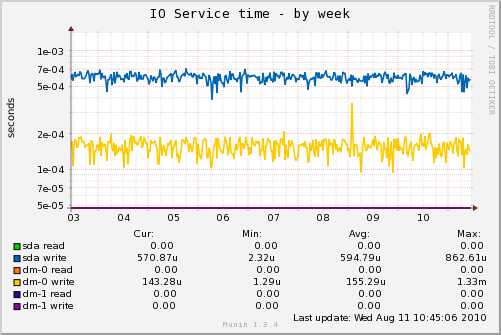 IO Service time - by week
RRDTOOL / TOBI OETIKER
seconds
1e-03
7e-04
5e-04
2e-04
1e-04
7e-05
5e-05
03 04 05 06 07 08 09 10
Cur: Min: Avg: Max:
sda read 0.00 0.00 0.00 0.00
sda write 570.87u 2.32u 594.79u 862.61u
dm-0 read 0.00 0.00 0.00 0.00
dm-0 write 143.28u 1.29u 155.29u 1.33m
dm-1 read 0.00 0.00 0.00 0.00
dm-1 write 0.00 0.00 0.00 0.00
Last update: Wed Aug 11 10:45:06 2010
Munin 1.3.4